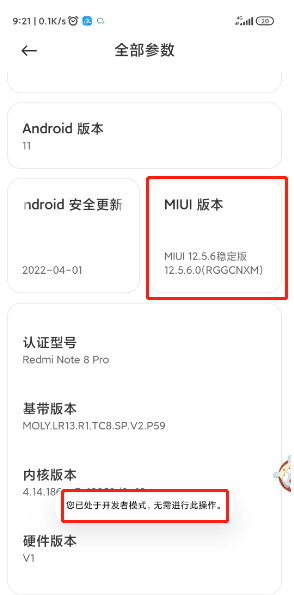 9:21 | 0.1K/s
4G
20
全部参数
Android 版本
11
ndroid 安全更新
2022-04-01
MIUI 版本
MIUI 12.5.6稳定版
12.5.6.0(RGGCNXM)
认证型号
Redmi Note 8 Pro
基带版本
MOLY.LR13.R1.TC8.SP.V2.P59
内核版本
4.14.186
您已处于开发者模式，无需进行此操作。
硬件版本
V1